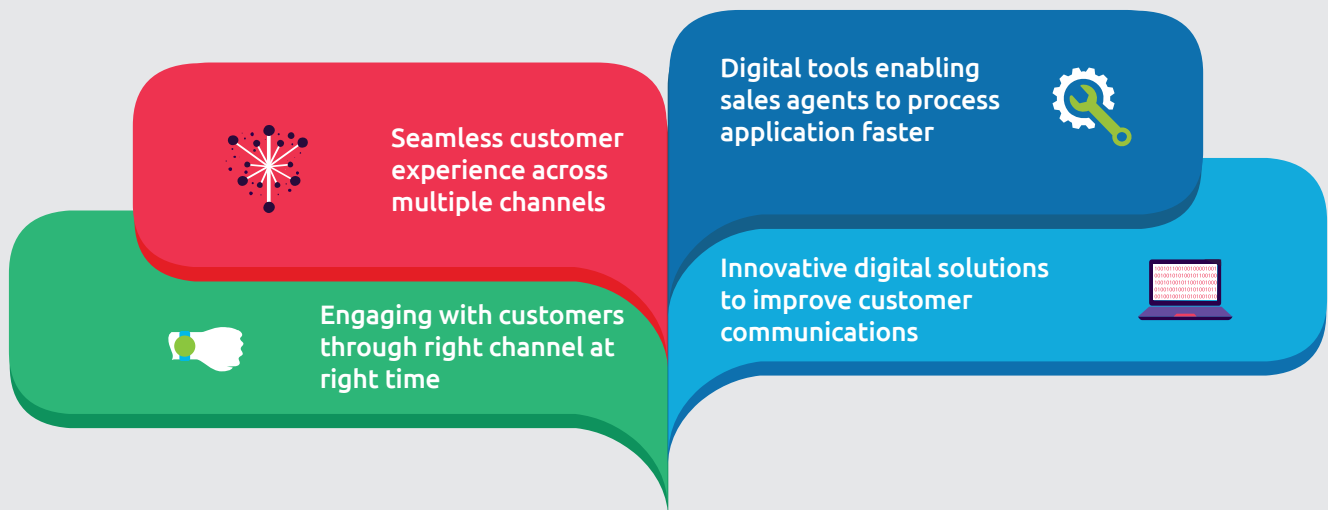 Seamless customer
experience across
multiple channels
Engaging with customers
through right channel at
right time
Digital tools enabling
sales agents to process
application faster
Innovative digital solutions
to improve customer
communications